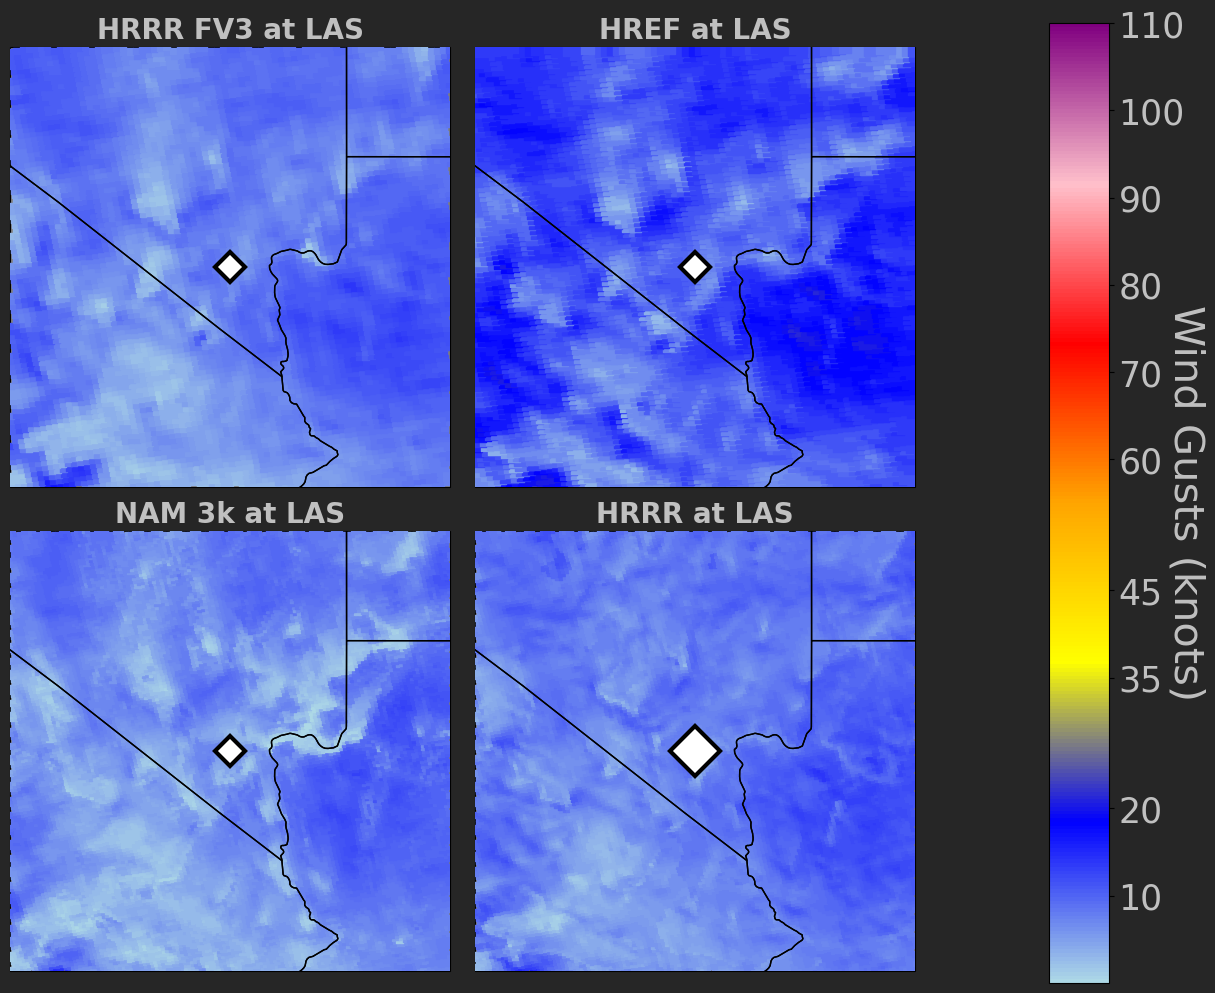 HRRR FV3 at LAS
HREF at LAS
NAM 3k at LAS
HRRR at LAS
110
100
90
80
70
60
45
35
20
10
Wind Gusts (knots)